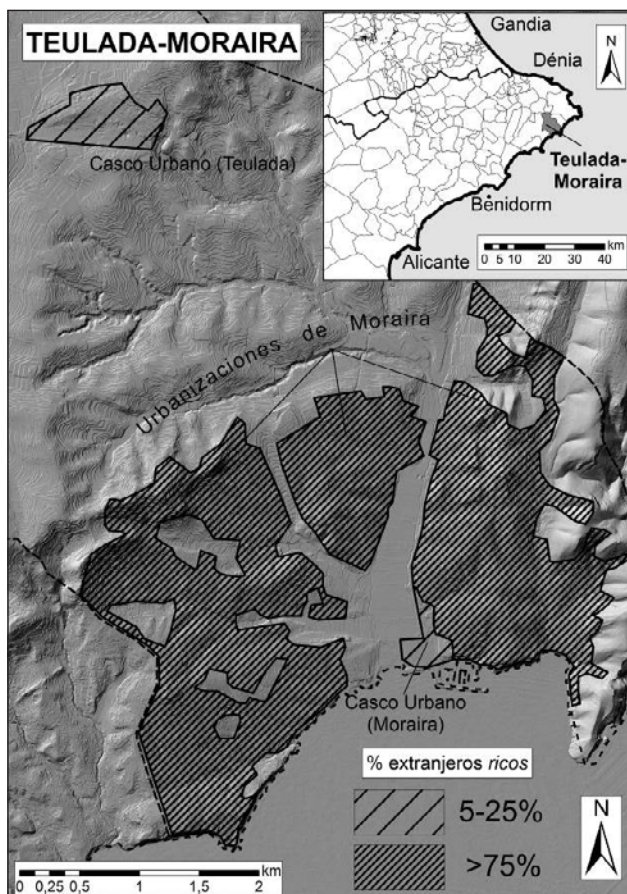 TEULADA-MORAIRA
Gandia
N
Dénia
Casco Urbano (Teulada)
Teulada-
Moraira
Bénidorm
km
Alicante
0 5 10 20 30 40
Urbanizaciones de Moraira
Casco Urbano
(Moraira)
% extranjeros ricos
5-25%
N
>75%
km
0 0,25 0,5 1 1,5 2